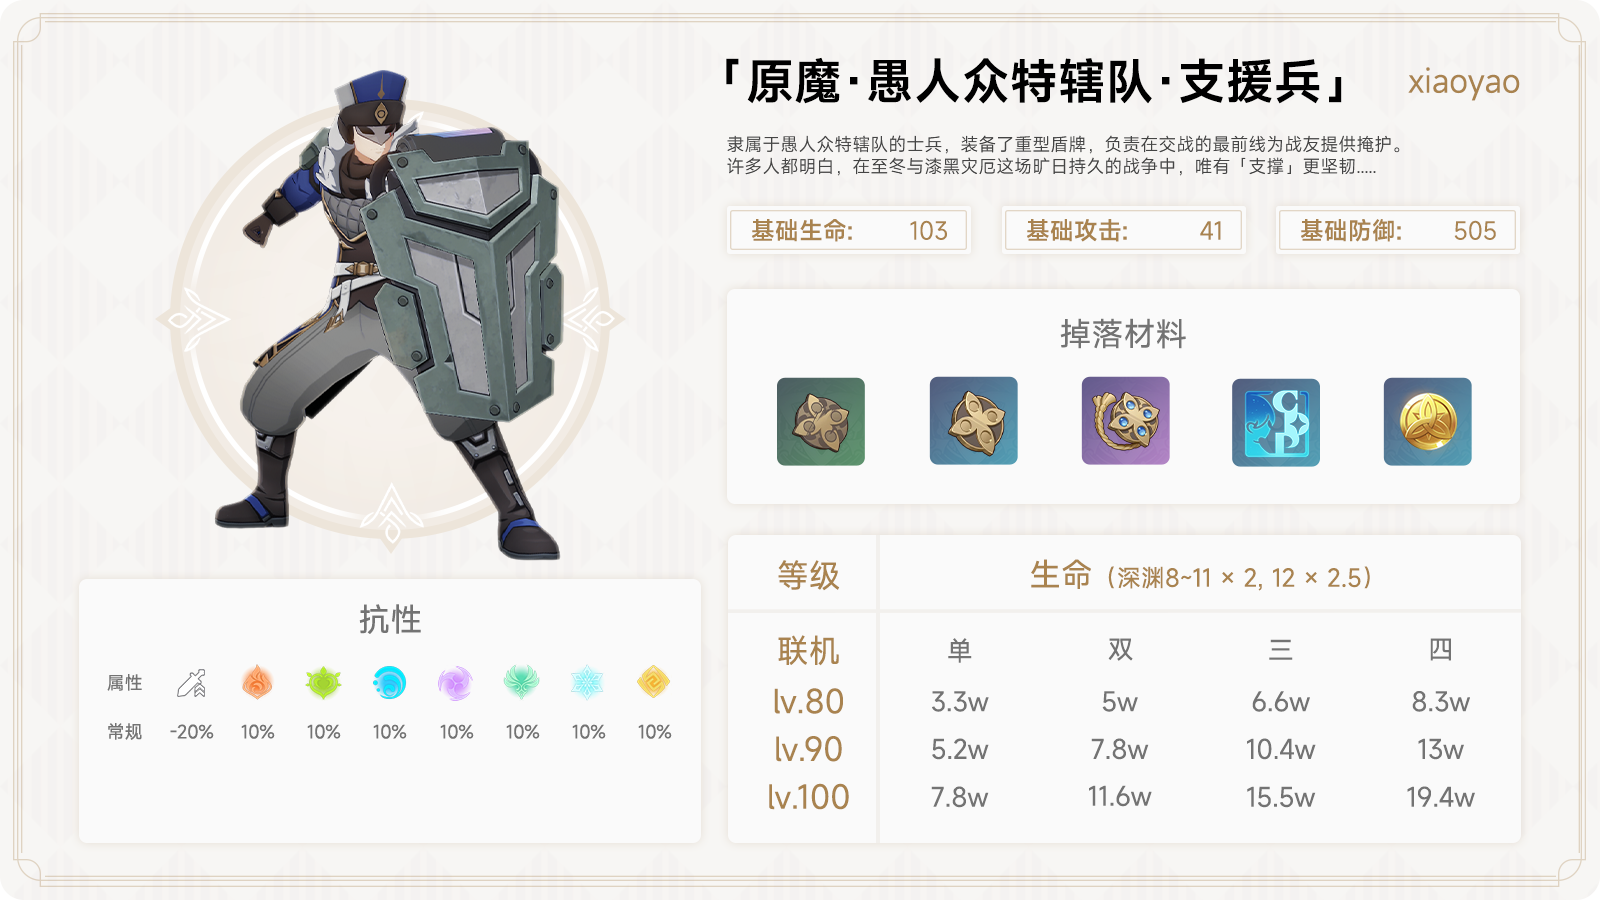 「原魔·愚人众特辖队·支援兵」 xiaoyao
隶属于愚人众特辖队的士兵，装备了重型盾牌，负责在交战的最前线为战友提供掩护。
许多人都明白，在至冬与漆黑灾厄这场旷日持久的战争中，唯有「支撑」更坚韧.....
基础生命: 103 基础攻击: 41 基础防御: 505
掉落材料
等级 生命（深渊8~11 × 2, 12 × 2.5）
联机 单 双 三 四
lv.80 3.3w 5w 6.6w 8.3w
lv.90 5.2w 7.8w 10.4w 13w
lv.100 7.8w 11.6w 15.5w 19.4w
抗性
属性
常规 -20% 10% 10% 10% 10% 10% 10% 10%